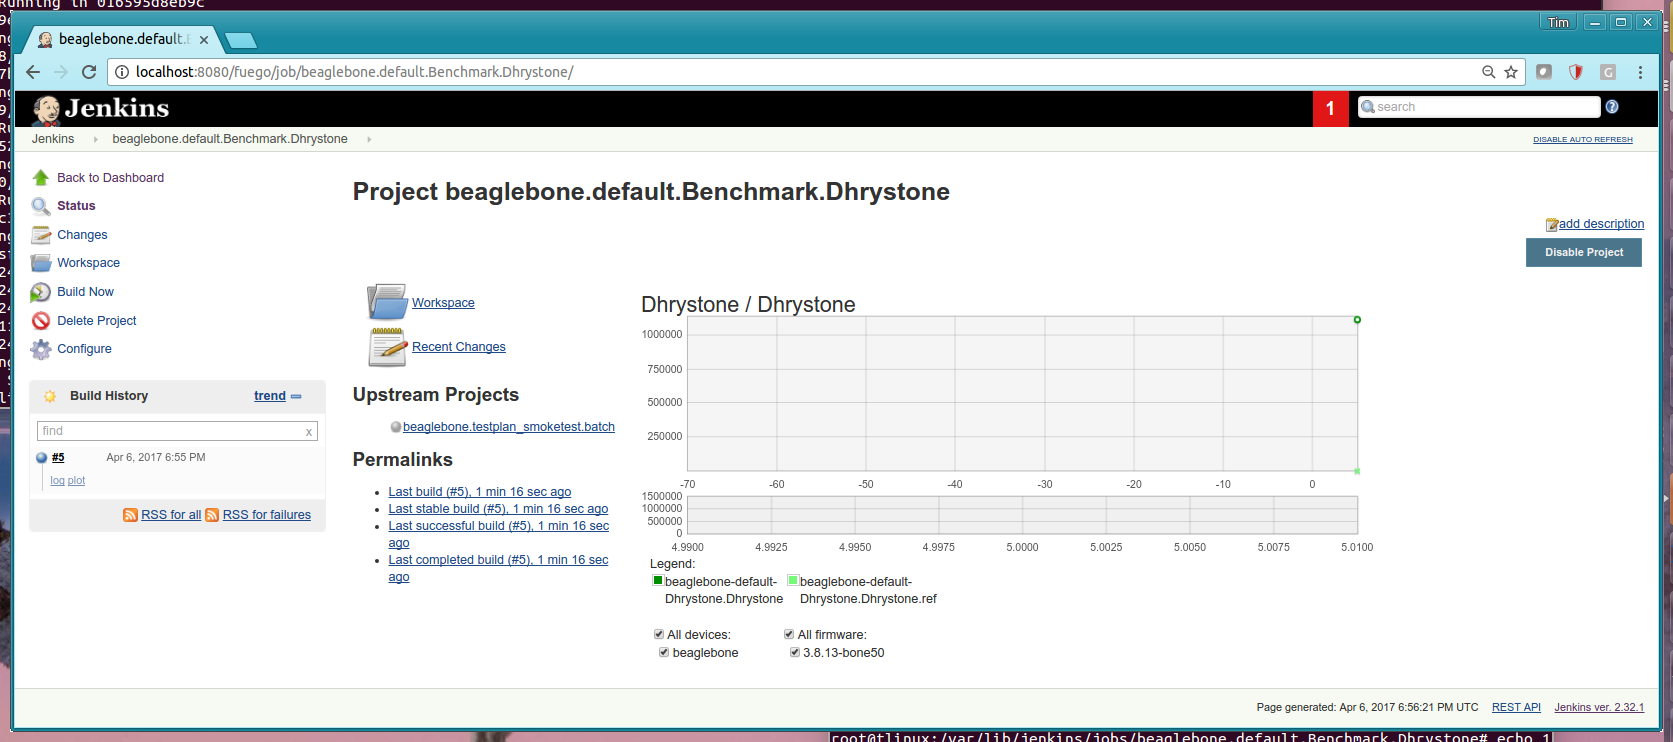 Running in 016595d8eb9c
Tim
beaglebone.default.B
localhost:8080/fuego/job/beaglebone.default.Benchmark.Dhrystone/
Jenkins
1
search
Jenkins
beaglebone.default.Benchmark.Dhrystone
DISABLE AUTO REFRESH
Back to Dashboard
Status
Changes
Workspace
Build Now
Delete Project
Configure
Build History
trend
find
x
#5
Apr 6, 2017 6:55 PM
log plot
RSS for all
RSS for failures
Project beaglebone.default.Benchmark.Dhrystone
add description
Disable Project
Workspace
Recent Changes
Upstream Projects
beaglebone.testplan_smoketest.batch
Permalinks
Last build (#5), 1 min 16 sec ago
Last stable build (#5), 1 min 16 sec ago
Last successful build (#5), 1 min 16 sec
ago
Last completed build (#5), 1 min 16 sec
ago
Dhrystone / Dhrystone
1000000
750000
500000
250000
-70 -60 -50 -40 -30 -20 -10 0
1500000
1000000
500000
0
4.9900 4.9925 4.9950 4.9975 5.0000 5.0025 5.0050 5.0075 5.0100
Legend:
beaglebone-default-
Dhrystone.Dhrystone
beaglebone-default-
Dhrystone.Dhrystone.ref
All devices:
beaglebone
All firmware:
3.8.13-bone50
Page generated: Apr 6, 2017 6:56:21 PM UTC
REST API
Jenkins ver. 2.32.1
root@tlinux:/var/lib/jenkins/jobs/beaglebone.default.Benchmark.Dhrystone# echo 1